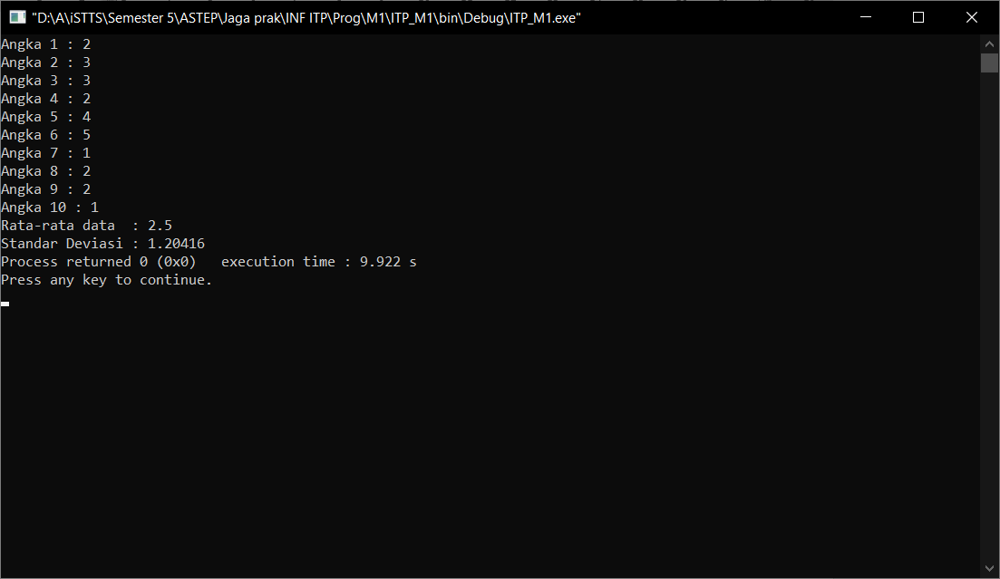 "D:\A\iSTTS\Semester 5\ASTEP\Jaga prak\INF ITP\Prog\M1\ITP_M1\bin\Debug\ITP_M1.exe"
Angka 1 : 2
Angka 2 : 3
Angka 3 : 3
Angka 4 : 2
Angka 5 : 4
Angka 6 : 5
Angka 7 : 1
Angka 8 : 2
Angka 9 : 2
Angka 10 : 1
Rata-rata data  : 2.5
Standar Deviasi : 1.20416
Process returned 0 (0x0)   execution time : 9.922 s
Press any key to continue.